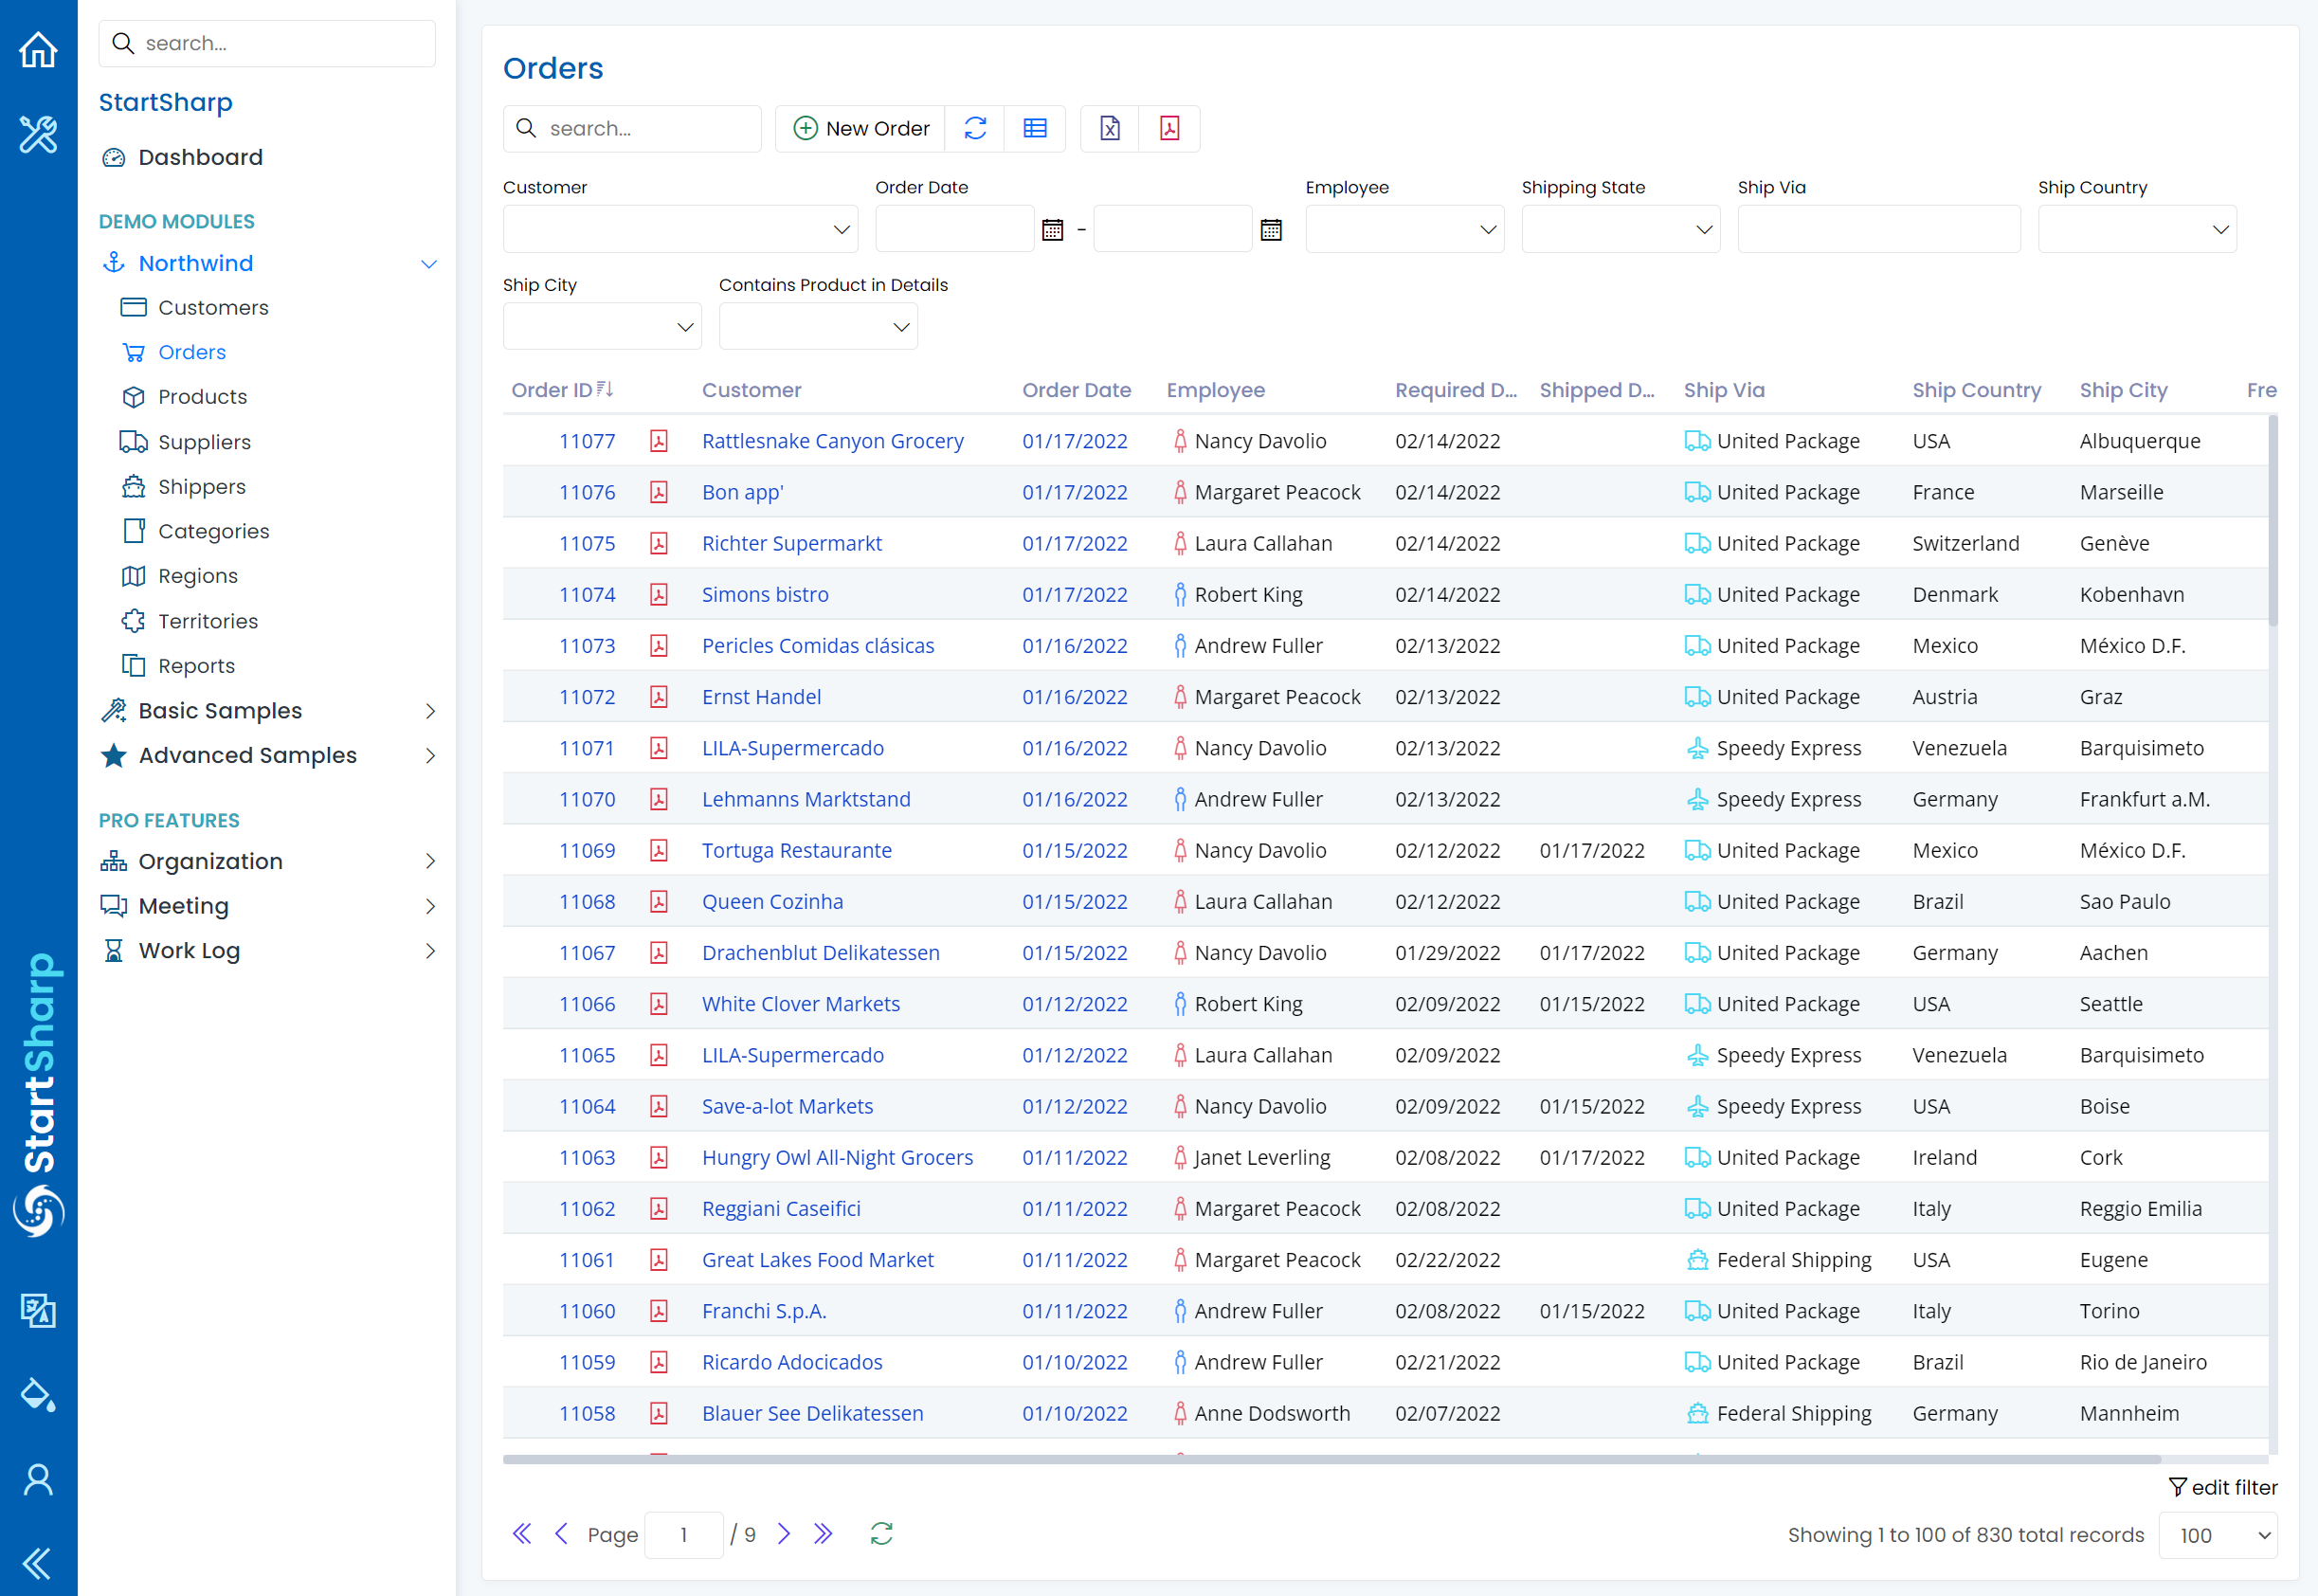 search...
StartSharp
Dashboard
DEMO MODULES
Northwind
Customers
Orders
Products
Suppliers
Shippers
Categories
Regions
Territories
Reports
Basic Samples
Advanced Samples
PRO FEATURES
Organization
Meeting
Work Log
StartSharp
Orders
search...
New Order
Customer Order Date Employee Shipping State Ship Via Ship Country
-
Ship City Contains Product in Details
Order ID Customer Order Date Employee Required D... Shipped D... Ship Via Ship Country Ship City Fre
11077 Rattlesnake Canyon Grocery 01/17/2022 Nancy Davolio 02/14/2022 United Package USA Albuquerque
11076 Bon app' 01/17/2022 Margaret Peacock 02/14/2022 United Package France Marseille
11075 Richter Supermarkt 01/17/2022 Laura Callahan 02/14/2022 United Package Switzerland Genève
11074 Simons bistro 01/17/2022 Robert King 02/14/2022 United Package Denmark Kobenhavn
11073 Pericles Comidas clásicas 01/16/2022 Andrew Fuller 02/13/2022 United Package Mexico México D.F.
11072 Ernst Handel 01/16/2022 Margaret Peacock 02/13/2022 United Package Austria Graz
11071 LILA-Supermercado 01/16/2022 Nancy Davolio 02/13/2022 Speedy Express Venezuela Barquisimeto
11070 Lehmanns Marktstand 01/16/2022 Andrew Fuller 02/13/2022 Speedy Express Germany Frankfurt a.M.
11069 Tortuga Restaurante 01/15/2022 Nancy Davolio 02/12/2022 01/17/2022 United Package Mexico México D.F.
11068 Queen Cozinha 01/15/2022 Laura Callahan 02/12/2022 United Package Brazil Sao Paulo
11067 Drachenblut Delikatessen 01/15/2022 Nancy Davolio 01/29/2022 01/17/2022 United Package Germany Aachen
11066 White Clover Markets 01/12/2022 Robert King 02/09/2022 01/15/2022 United Package USA Seattle
11065 LILA-Supermercado 01/12/2022 Laura Callahan 02/09/2022 Speedy Express Venezuela Barquisimeto
11064 Save-a-lot Markets 01/12/2022 Nancy Davolio 02/09/2022 01/15/2022 Speedy Express USA Boise
11063 Hungry Owl All-Night Grocers 01/11/2022 Janet Leverling 02/08/2022 01/17/2022 United Package Ireland Cork
11062 Reggiani Caseifici 01/11/2022 Margaret Peacock 02/08/2022 United Package Italy Reggio Emilia
11061 Great Lakes Food Market 01/11/2022 Margaret Peacock 02/22/2022 Federal Shipping USA Eugene
11060 Franchi S.p.A. 01/11/2022 Andrew Fuller 02/08/2022 01/15/2022 United Package Italy Torino
11059 Ricardo Adocicados 01/10/2022 Andrew Fuller 02/21/2022 United Package Brazil Rio de Janeiro
11058 Blauer See Delikatessen 01/10/2022 Anne Dodsworth 02/07/2022 Federal Shipping Germany Mannheim
edit filter
Page 1 / 9 Showing 1 to 100 of 830 total records 100